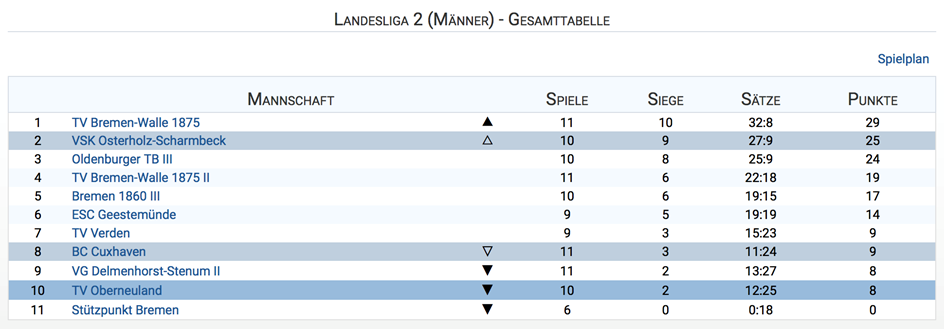 Landesliga 2 (Männer) - Gesamttabelle
Spielplan
Mannschaft Spiele Siege Sätze Punkte
1 TV Bremen-Walle 1875 ▲ 11 10 32:8 29
2 VSK Osterholz-Scharmbeck △ 10 9 27:9 25
3 Oldenburger TB III 10 8 25:9 24
4 TV Bremen-Walle 1875 II 11 6 22:18 19
5 Bremen 1860 III 10 6 19:15 17
6 ESC Geestemünde 9 5 19:19 14
7 TV Verden 9 3 15:23 9
8 BC Cuxhaven ▽ 11 3 11:24 9
9 VG Delmenhorst-Stenum II ▼ 11 2 13:27 8
10 TV Oberneuland ▼ 10 2 12:25 8
11 Stützpunkt Bremen ▼ 6 0 0:18 0